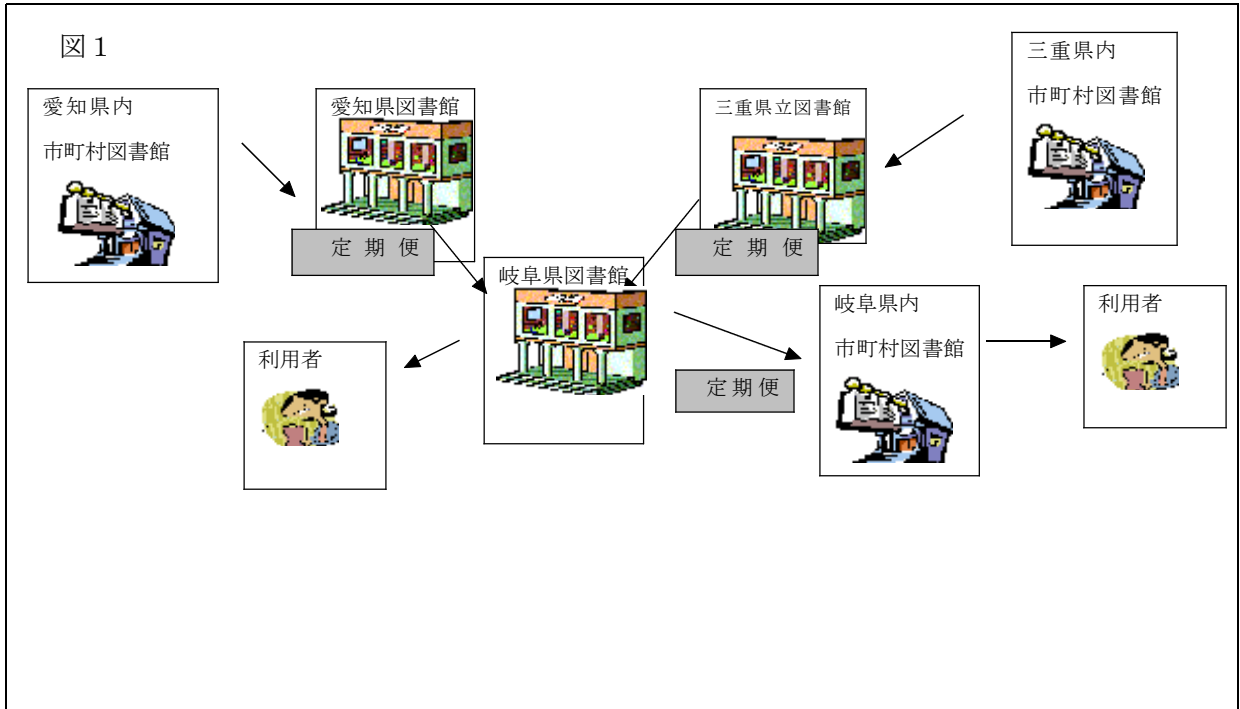 図1
愛知県内
市町村図書館
愛知県図書館
定期便
三重県立図書館
定期便
三重県内
市町村図書館
岐阜県図書館
利用者
定期便
岐阜県内
市町村図書館
利用者